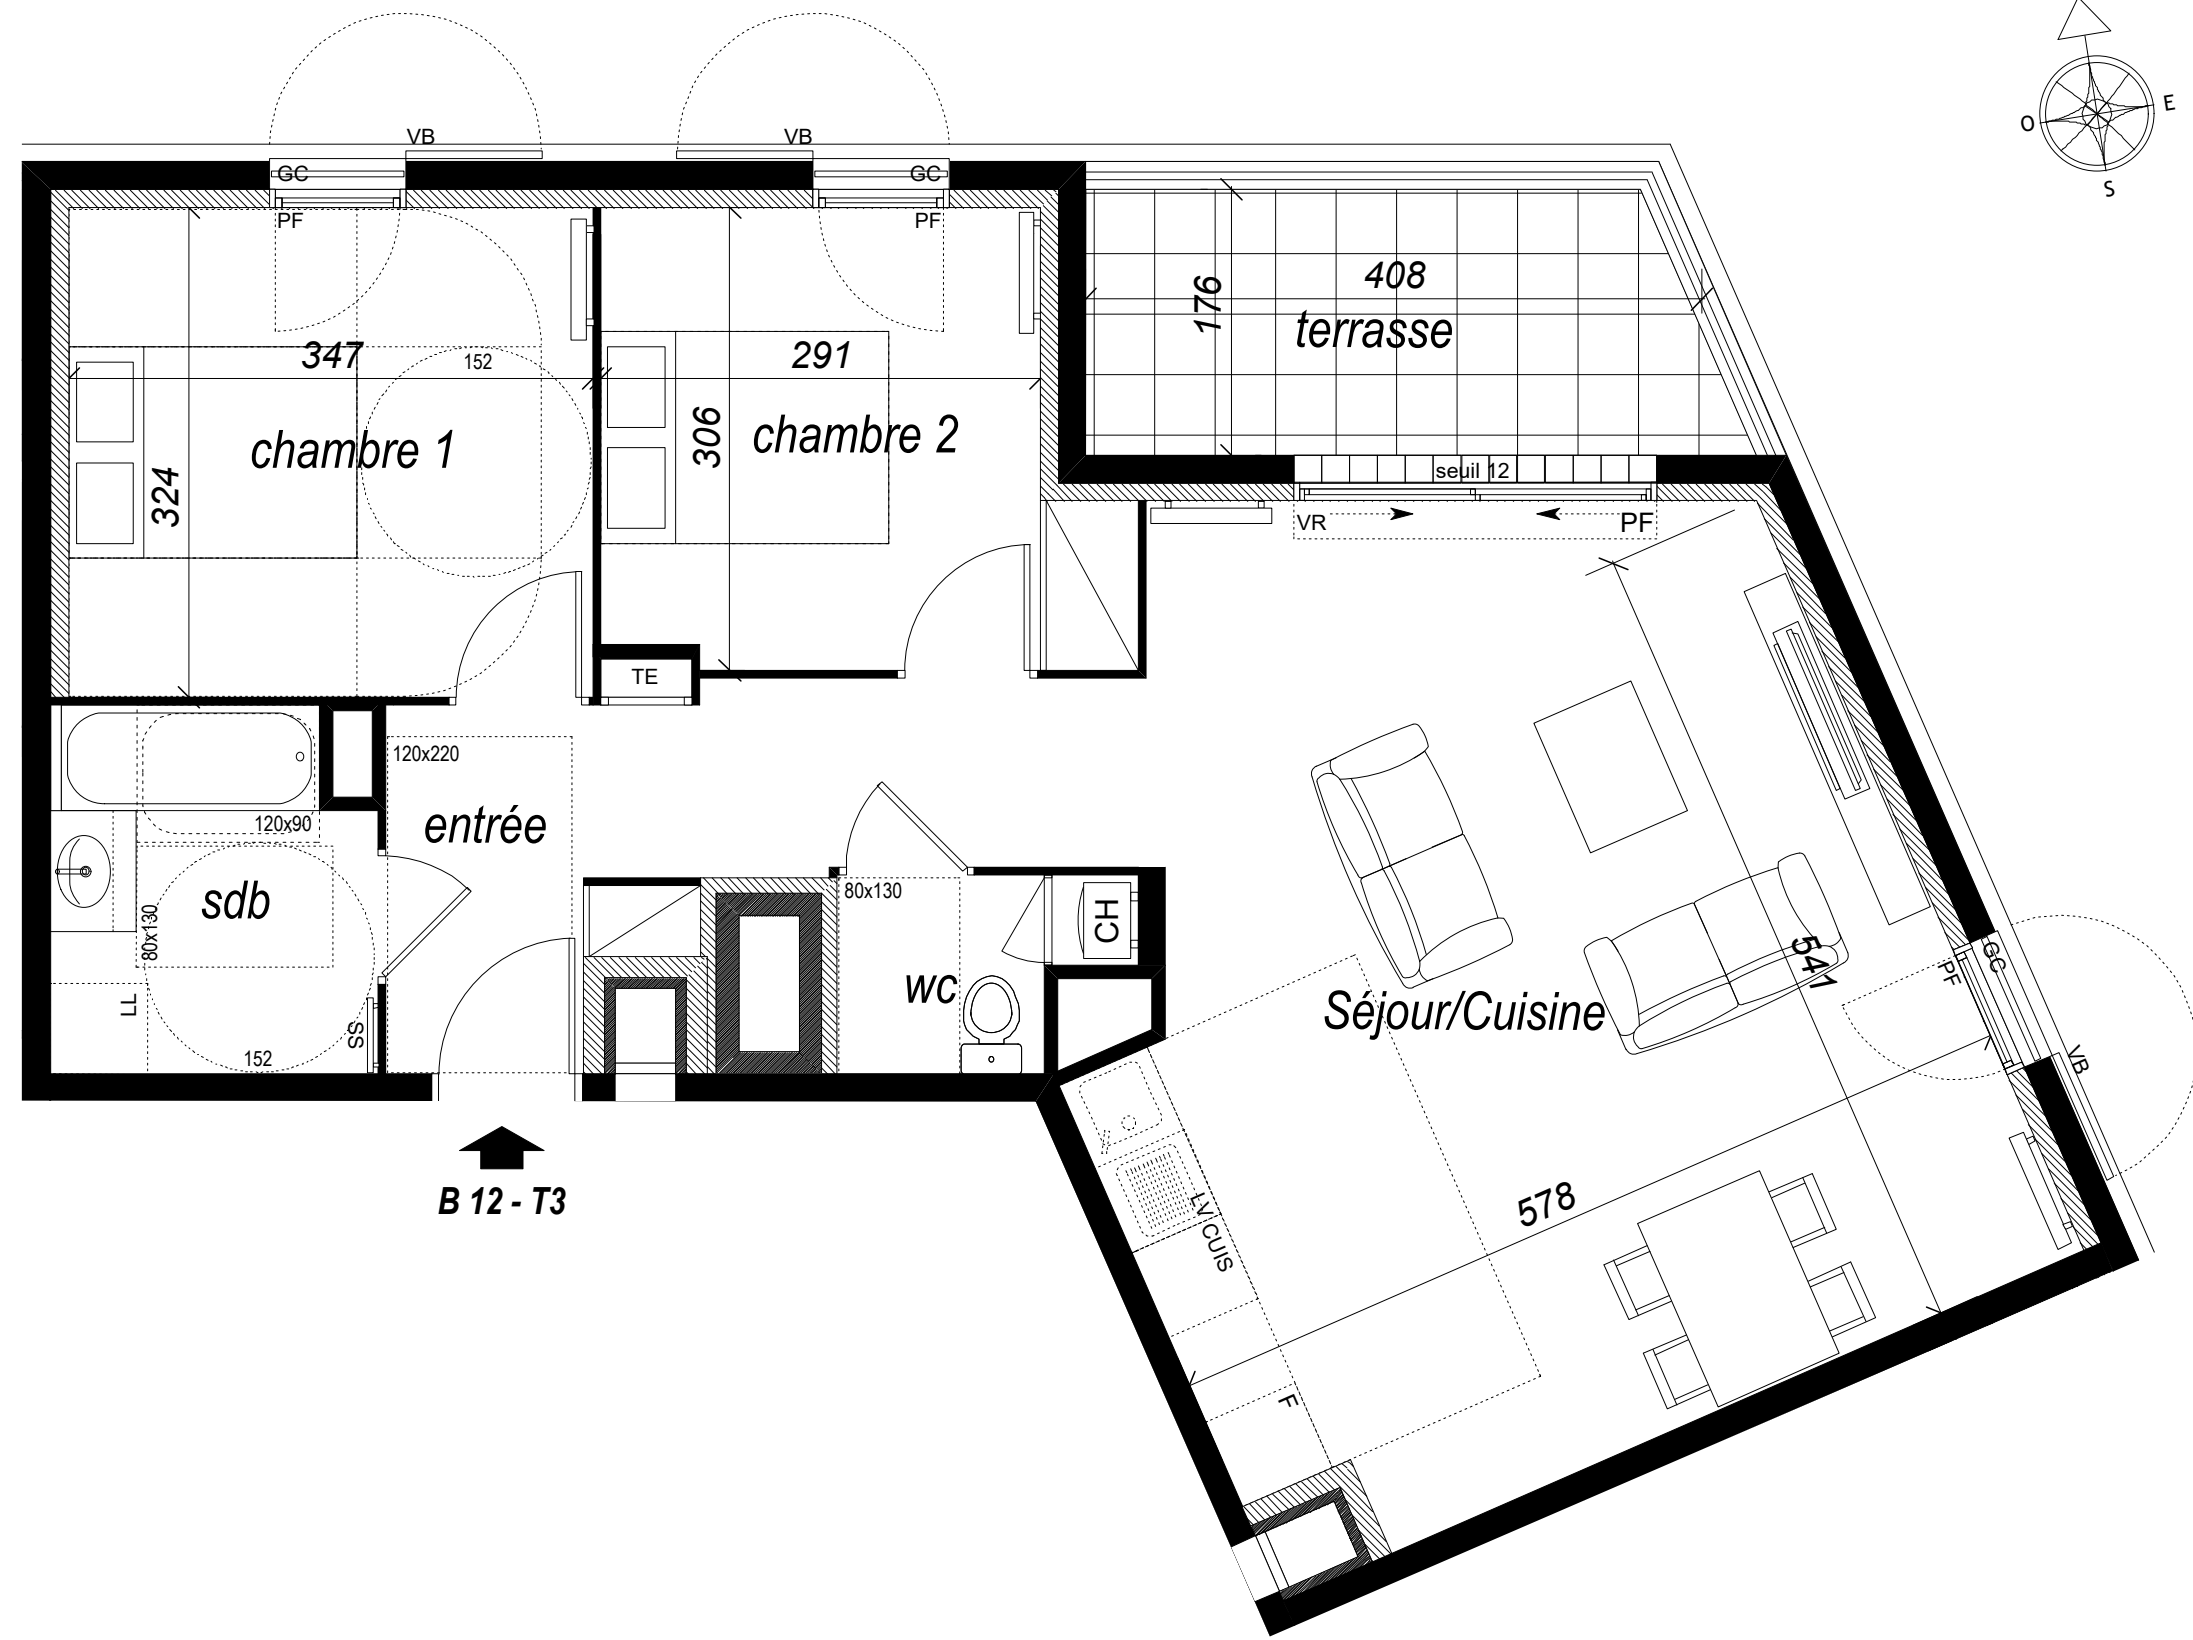 VB
VB
GC
GC
PF
PF
E
O
S
408
176
terrasse
347
152
291
chambre 1
306
chambre 2
324
seuil 12
VR
PF
TE
120x220
entrée
120x90
sdb
80x130
LL
SS
152
80x130
wc
CH
Séjour/Cuisine
541
GC
PF
VB
B 12 - T3
LV CUIS
578
F